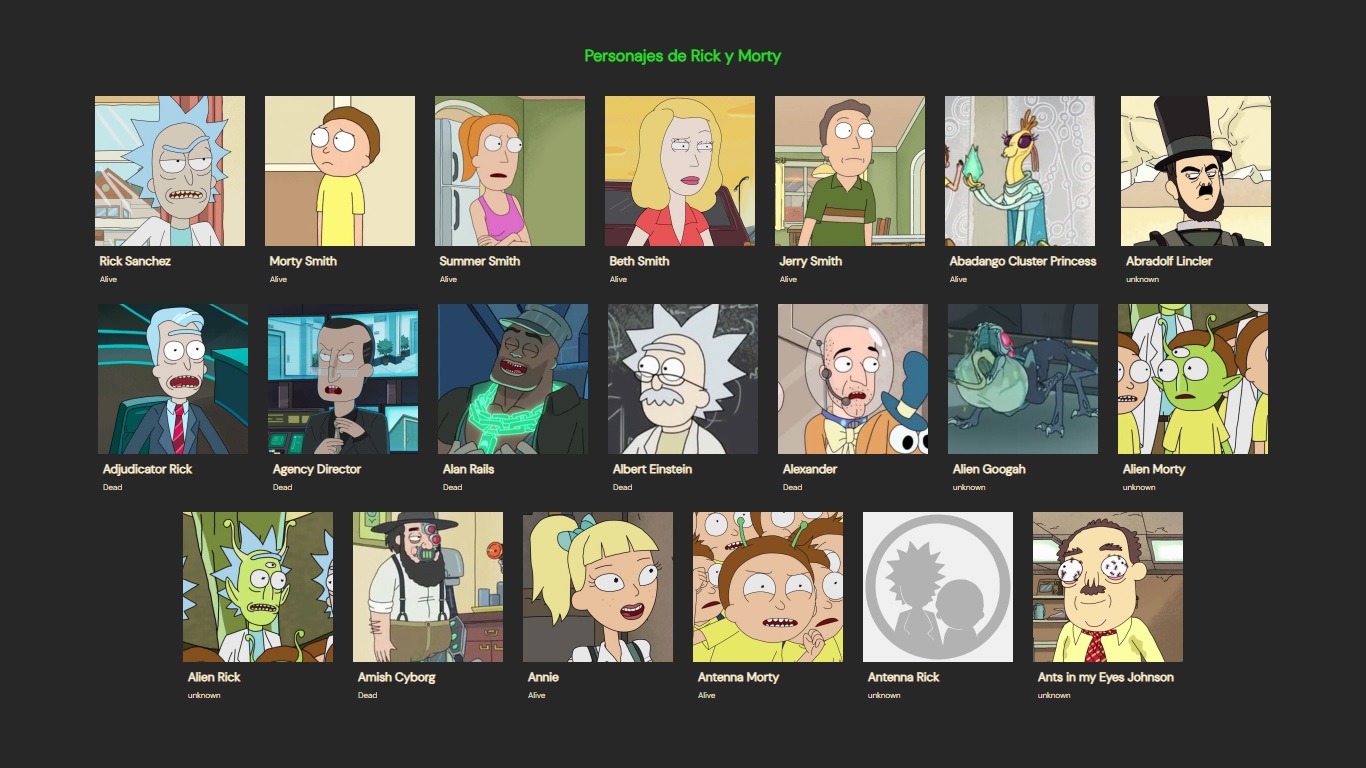 Personajes de Rick y Morty
Rick Sanchez
Alive
Morty Smith
Alive
Summer Smith
Alive
Beth Smith
Alive
Jerry Smith
Alive
Abadango Cluster Princess
Alive
Abradolf Lincler
unknown
Adjudicator Rick
Dead
Agency Director
Dead
Alan Rails
Dead
Albert Einstein
Dead
Alexander
Dead
Alien Googah
unknown
Alien Morty
unknown
Alien Rick
unknown
Amish Cyborg
Dead
Annie
Alive
Antenna Morty
Alive
Antenna Rick
unknown
Ants in my Eyes Johnson
unknown